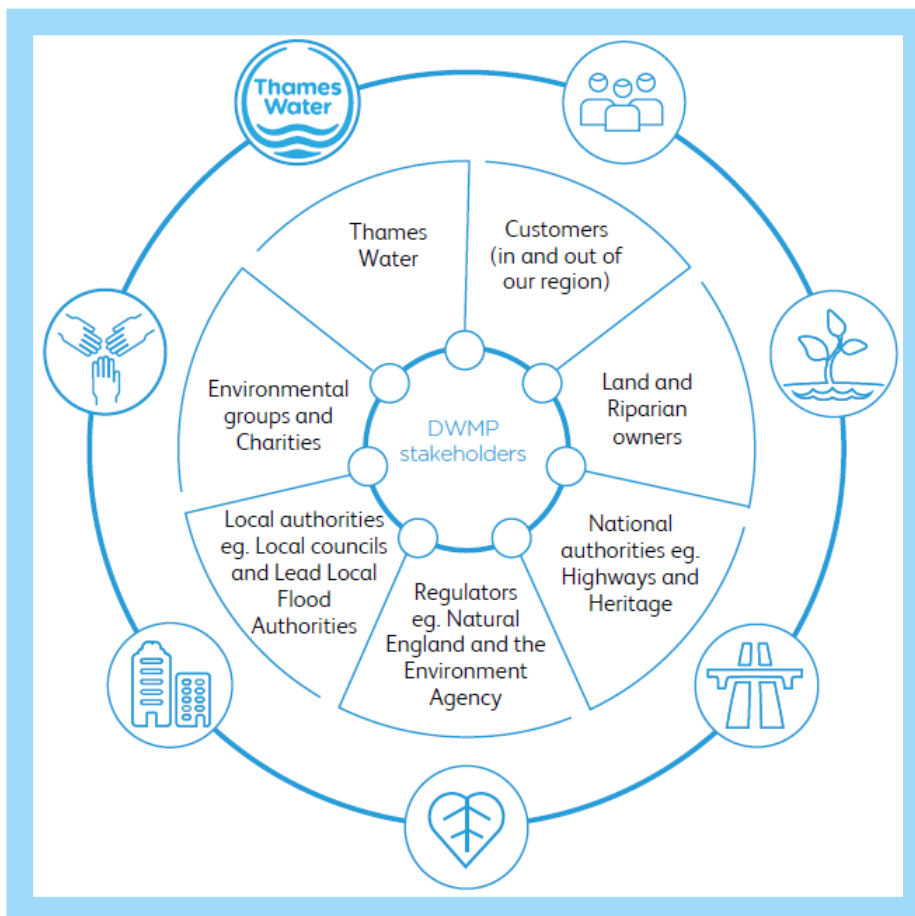 Thames
Water
Thames
Water
Customers
(in and out of
our region)
Environmental
groups and
Charities
DWMP
stakeholders
Land and
Riparian
owners
Local authorities
eg. Local councils
and Lead Local
Flood
Authorities
Regulators
eg. Natural
England and the
Environment
Agency
National
authorities eg.
Highways and
Heritage